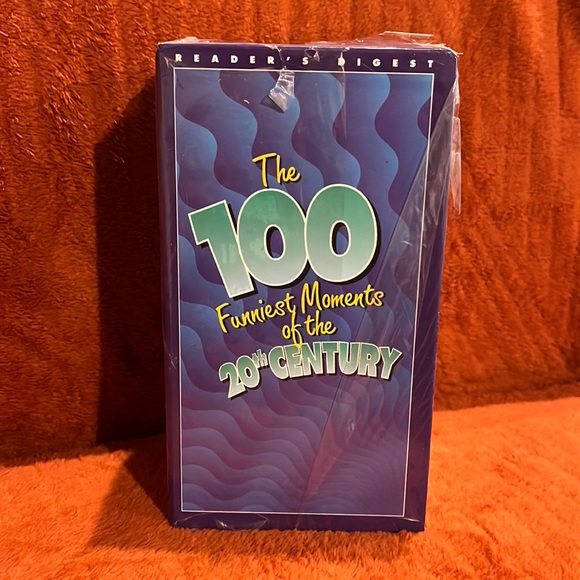 READER'S DIGEST
The
100
Funniest Moments
of the
20th CENTURY